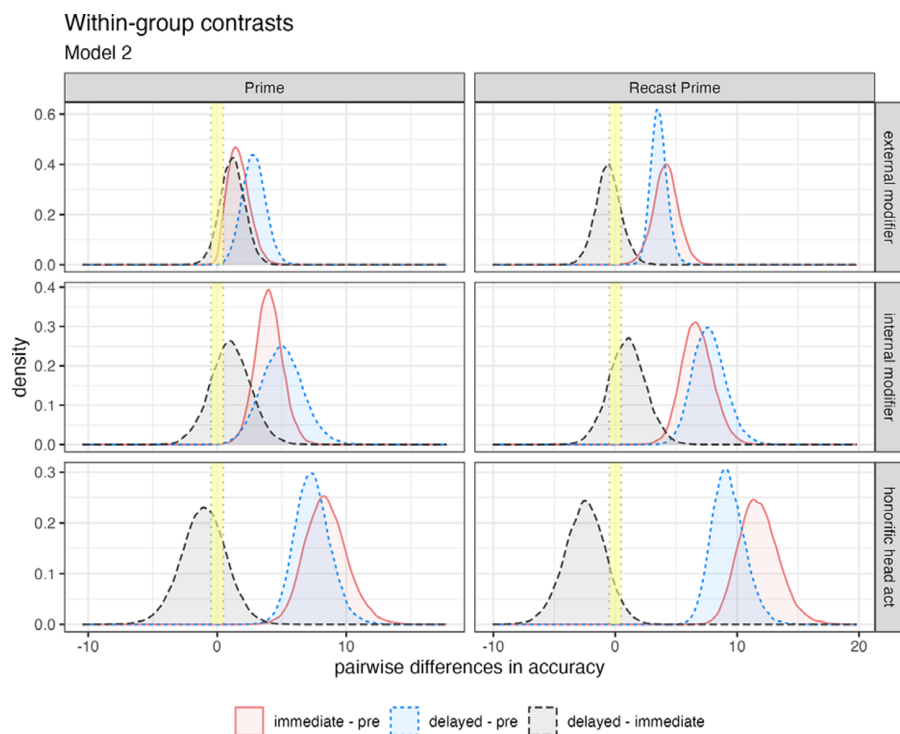 Within-group contrasts
Model 2
Prime
Recast Prime
0.6
0.4
0.2
0.0
external modifier
0.4
0.3
0.2
0.1
0.0
internal modifier
0.3
0.2
0.1
0.0
honorific head act
density
-10 0 10 -10 0 10 20
pairwise differences in accuracy
immediate - pre delayed - pre delayed - immediate